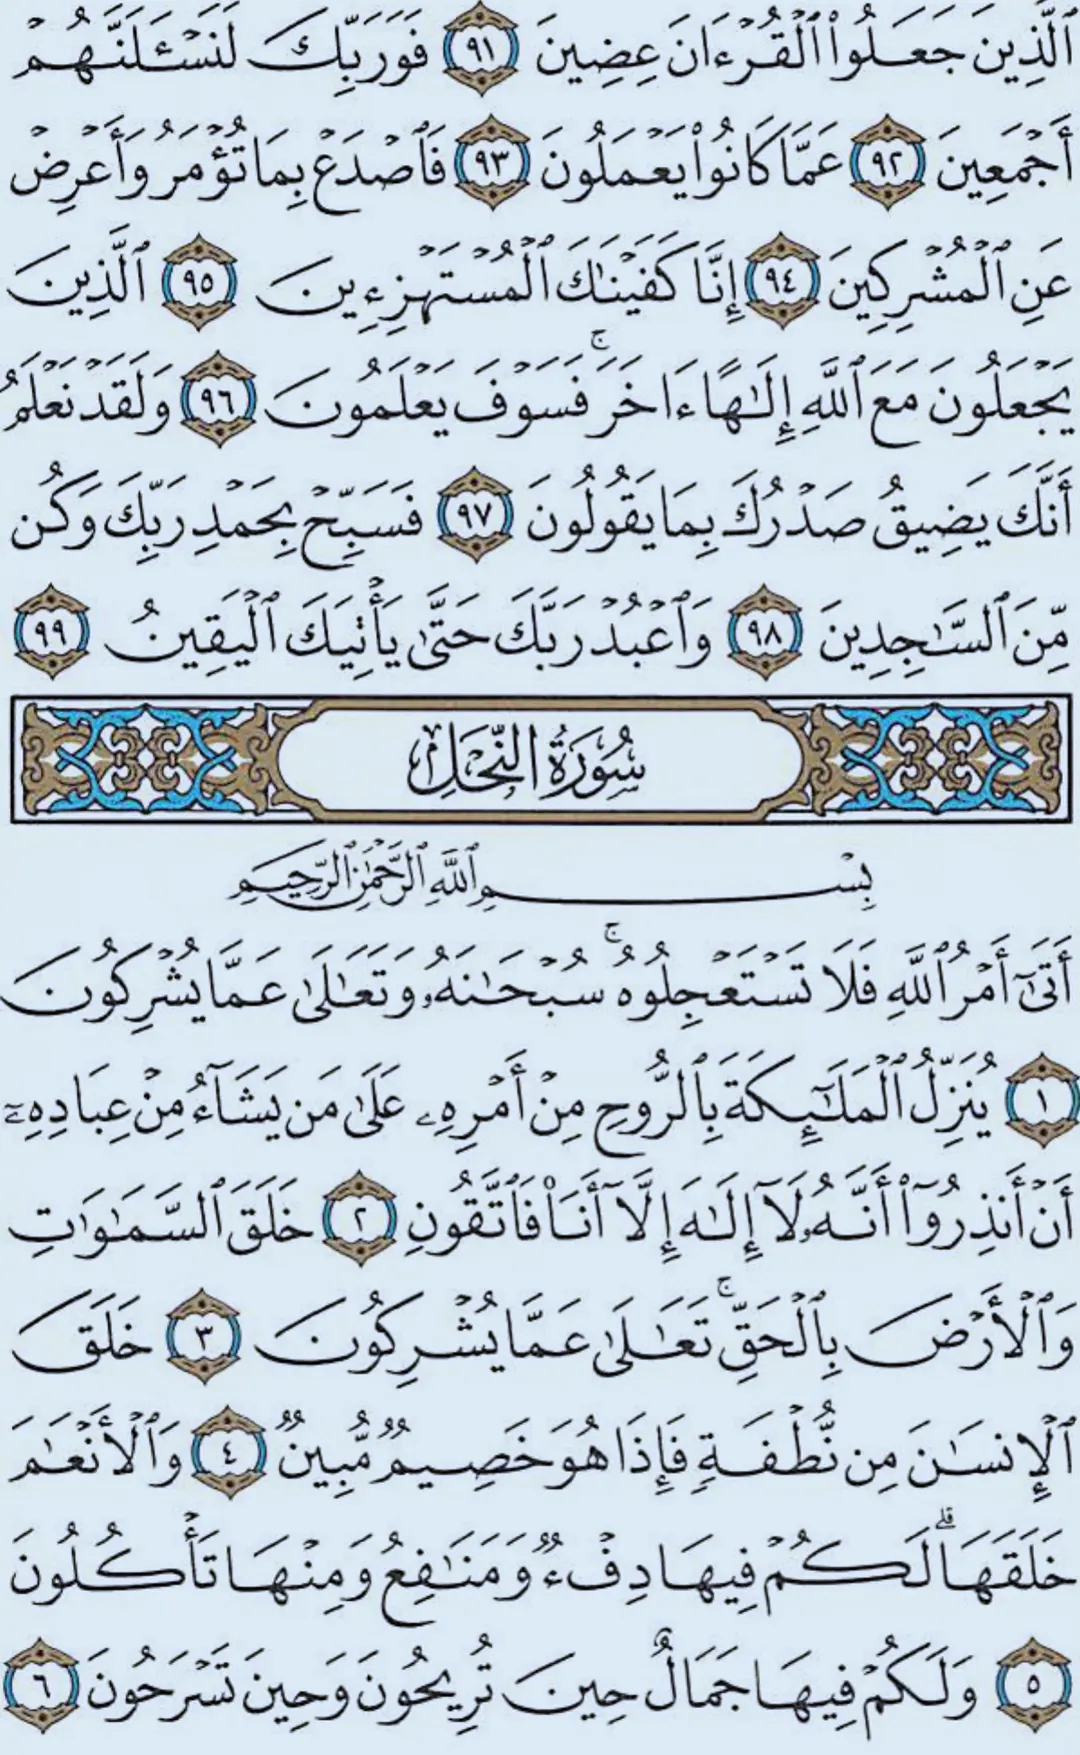 ٱلَّذِينَ جَعَلُوا۟ ٱلْقُرْءَانَ عِضِينَ ٩١ فَوَرَبِّكَ لَنَسْـَٔلَنَّهُمْ
أَجْمَعِينَ ٩٢ عَمَّا كَانُوا۟ يَعْمَلُونَ ٩٣ فَٱصْدَعْ بِمَا تُؤْمَرُ وَأَعْرِضْ
عَنِ ٱلْمُشْرِكِينَ ٩٤ إِنَّا كَفَيْنَـٰكَ ٱلْمُسْتَهْزِءِينَ ٩٥ ٱلَّذِينَ
يَجْعَلُونَ مَعَ ٱللَّهِ إِلَـٰهًا ءَاخَرَ ۚ فَسَوْفَ يَعْلَمُونَ ٩٦ وَلَقَدْ نَعْلَمُ
أَنَّكَ يَضِيقُ صَدْرُكَ بِمَا يَقُولُونَ ٩٧ فَسَبِّحْ بِحَمْدِ رَبِّكَ وَكُن
مِّنَ ٱلسَّـٰجِدِينَ ٩٨ وَٱعْبُدْ رَبَّكَ حَتَّىٰ يَأْتِيَكَ ٱلْيَقِينُ ٩٩
سُورَةُ النَّحْلِ
بِسْمِ ٱللَّهِ ٱلرَّحْمَـٰنِ ٱلرَّحِيمِ
أَتَىٰٓ أَمْرُ ٱللَّهِ فَلَا تَسْتَعْجِلُوهُ ۚ سُبْحَـٰنَهُۥ وَتَعَـٰلَىٰ عَمَّا يُشْرِكُونَ
١ يُنَزِّلُ ٱلْمَلَـٰٓئِكَةَ بِٱلرُّوحِ مِنْ أَمْرِهِۦ عَلَىٰ مَن يَشَآءُ مِنْ عِبَادِهِۦٓ
أَنْ أَنذِرُوٓا۟ أَنَّهُۥ لَآ إِلَـٰهَ إِلَّآ أَنَا۠ فَٱتَّقُونِ ٢ خَلَقَ ٱلسَّمَـٰوَٰتِ
وَٱلْأَرْضَ بِٱلْحَقِّ ۚ تَعَـٰلَىٰ عَمَّا يُشْرِكُونَ ٣ خَلَقَ
ٱلْإِنسَـٰنَ مِن نُّطْفَةٍ فَإِذَا هُوَ خَصِيمٌ مُّبِينٌ ٤ وَٱلْأَنْعَـٰمَ
خَلَقَهَا ۗ لَكُمْ فِيهَا دِفْءٌ وَمَنَـٰفِعُ وَمِنْهَا تَأْكُلُونَ
٥ وَلَكُمْ فِيهَا جَمَالٌ حِينَ تُرِيحُونَ وَحِينَ تَسْرَحُونَ ٦